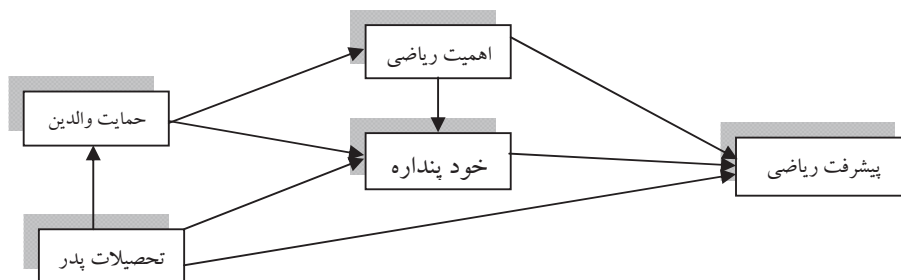 اهمیت ریاضی
حمایت والدین
خود پنداره
پیشرفت ریاضی
تحصیلات پدر